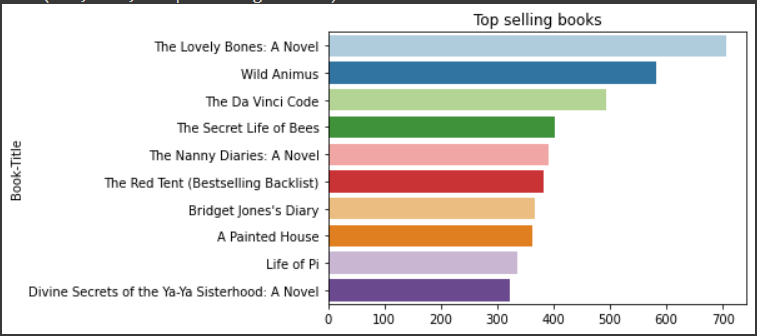 Top selling books
The Lovely Bones: A Novel
Wild Animus
The Da Vinci Code
The Secret Life of Bees
The Nanny Diaries: A Novel
The Red Tent (Bestselling Backlist)
Bridget Jones's Diary
A Painted House
Life of Pi
Divine Secrets of the Ya-Ya Sisterhood: A Novel
Book-Title
0 100 200 300 400 500 600 700